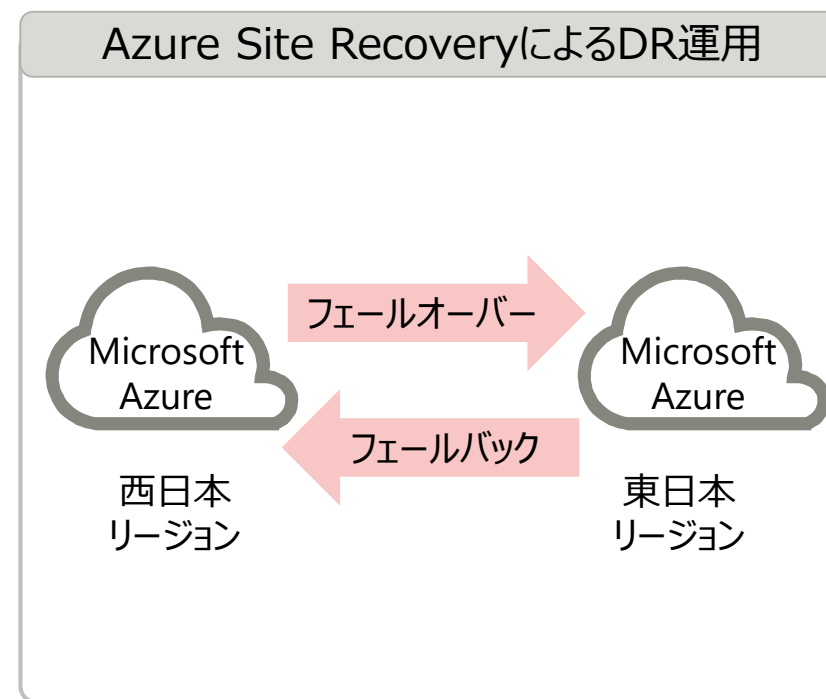 Azure Site RecoveryによるDR運用
フェールオーバー
Microsoft
Azure
Microsoft
Azure
フェールバック
西日本
リージョン
東日本
リージョン